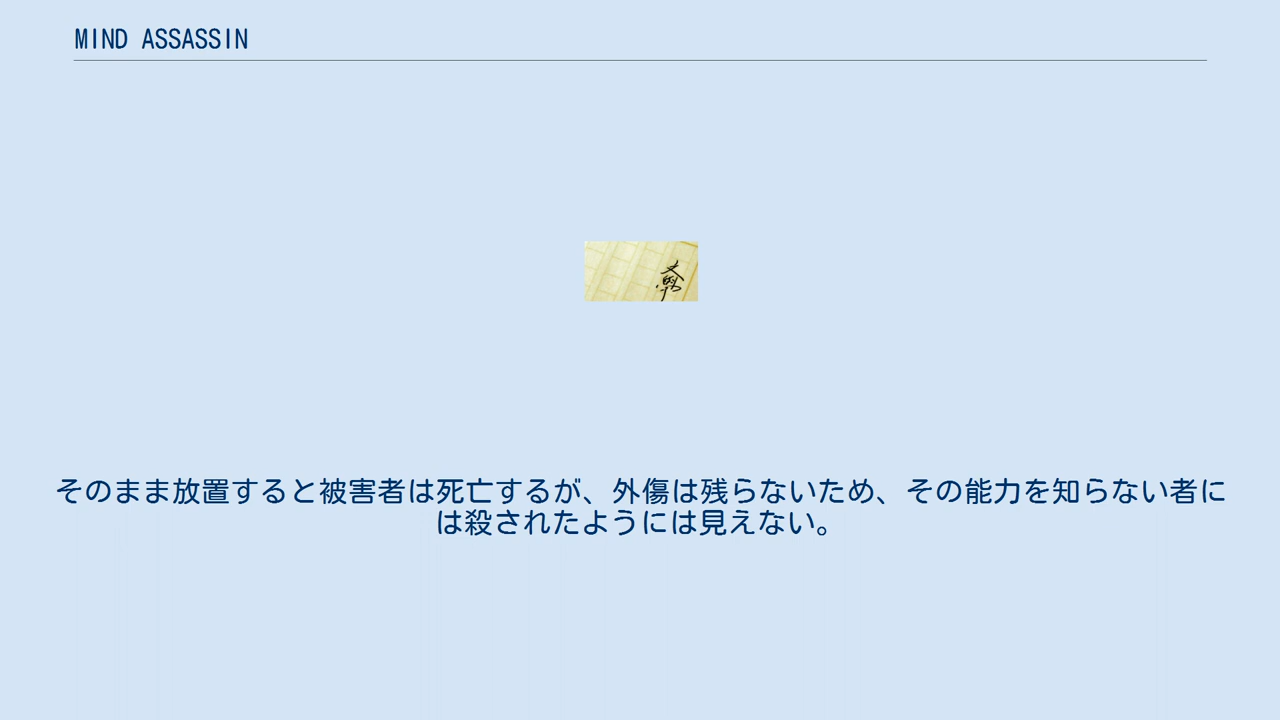 MIND ASSASSIN
そのまま放置すると被害者は死亡するが、外傷は残らないため、その能力を知らない者に
は殺されたようには見えない。